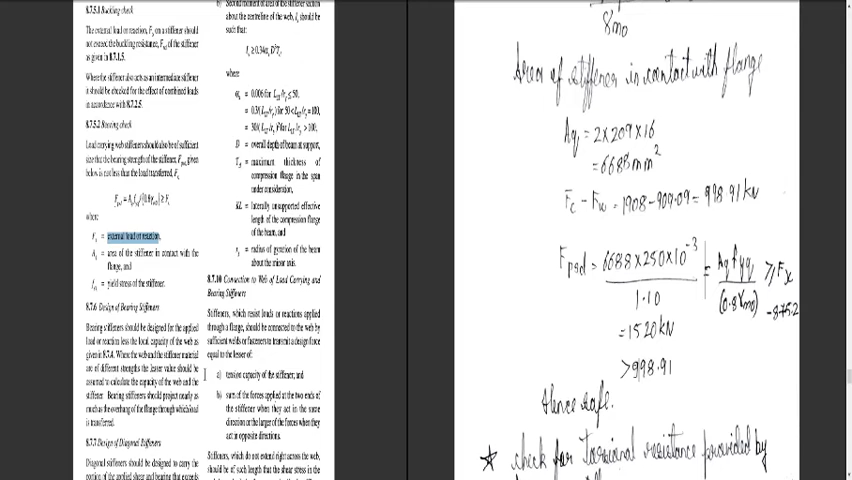 8.7.5.1 Buckling check
The external load or reaction, Fx on a stiffener should
not exceed the buckling resistance, Fxd of the stiffener
as given in 8.7.1.5.
Where the stiffener also acts as an intermediate stiffener
it should be checked for the effect of combined loads
in accordance with 8.7.2.5.
8.7.5.2 Bearing check
Load carrying web stiffeners should also be of sufficient
size that the bearing strength of the stiffener, Fpsd given
below is not less than the load transferred, Fx
Fpsd = Aq fyq / (0.8 γm0) ≥ Fx
where
Fx = external load or reaction,
Aq = area of the stiffener in contact with the
flange, and
fyq = yield stress of the stiffener.
8.7.6 Design of Bearing Stiffeners
Bearing stiffeners should be designed for the applied
load or reaction less the local capacity of the web as
given in 8.7.4. Where the web and the stiffener material
are of different strengths the lesser value should be
assumed to calculate the capacity of the web and the
stiffener. Bearing stiffeners should project nearly as
much as the overhang of the flange through which load
is transferred.
8.7.7 Design of Diagonal Stiffeners
Diagonal stiffeners should be designed to carry the
portion of the applied shear and bearing that exceeds
b) Second moment of area of the stiffener section
about the centreline of the web, Is should be
such that:
Is ≥ 0.34αs D³Tcf
where
αs = 0.006 for LLT/ry ≤ 50,
= 0.3/(LLT/ry) for 50 < LLT/ry ≤ 100,
= 30/(LLT/ry)² for LLT/ry > 100,
D = overall depth of beam at support,
Tcf = maximum thickness of
compression flange in the span
under consideration,
KL = laterally unsupported effective
length of the compression flange
of the beam, and
ry = radius of gyration of the beam
about the minor axis.
8.7.10 Connection to Web of Load Carrying and
Bearing Stiffeners
Stiffeners, which resist loads or reactions applied
through a flange, should be connected to the web by
sufficient welds or fasteners to transmit a design force
equal to the lesser of:
a) tension capacity of the stiffener; and
b) sum of the forces applied at the two ends of
the stiffener when they act in the same
direction or the larger of the forces when they
act in opposite directions.
Stiffeners, which do not extend right across the web,
should be of such length that the shear stress in the
γm0
Area of stiffener in contact with flange
Aq = 2×209×16
= 6688 mm²
Fc - Fw = 1908 - 909.09 = 998.91 kN
Fpsd = 6688×250×10⁻³ / 1.10 = Aq fyq / (0.8 γm0) ≥ Fx
-875.2
= 1520 kN
> 998.91
Hence safe.
* check for Torsional resistance provided by